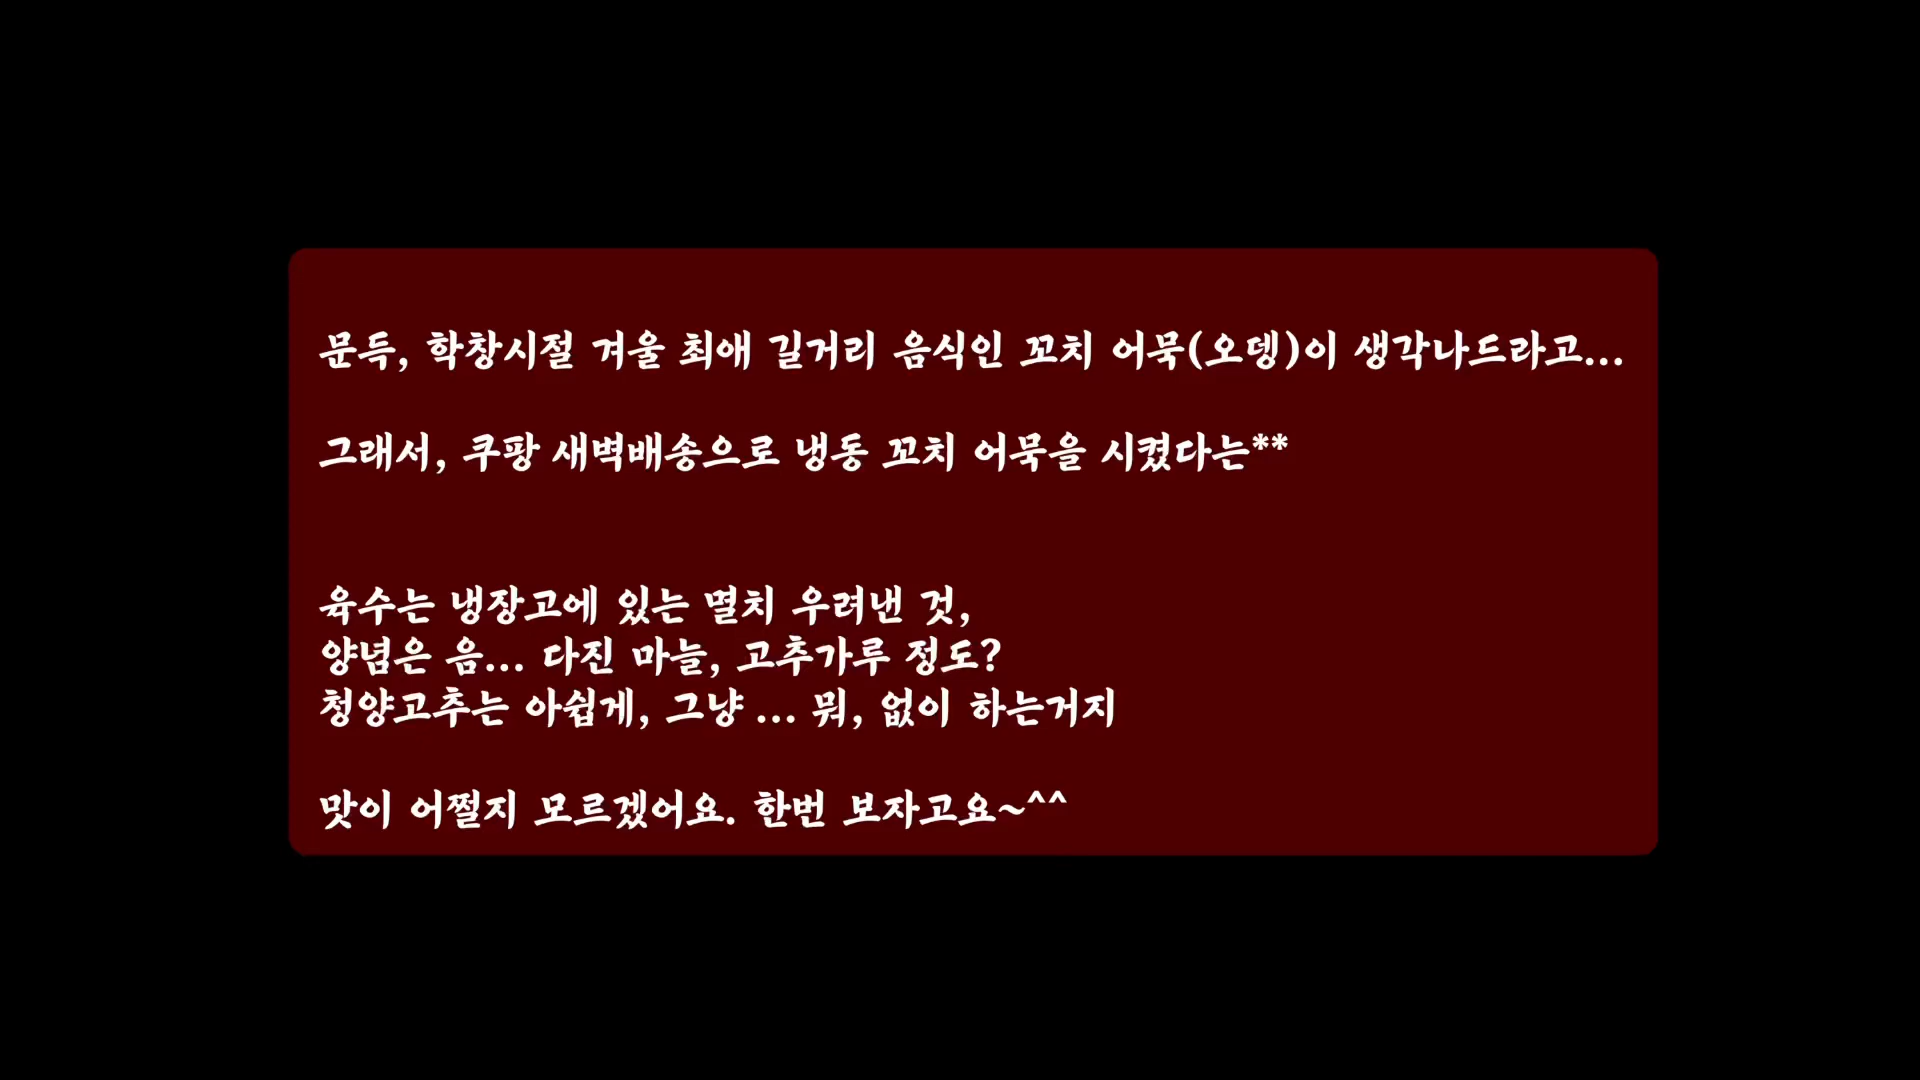 문득, 학창시절 겨울 최애 길거리 음식인 꼬치 어묵(오뎅)이 생각나드라고...
그래서, 쿠팡 새벽배송으로 냉동 꼬치 어묵을 시켰다는**
육수는 냉장고에 있는 멸치 우려낸 것,
양념은 음... 다진 마늘, 고추가루 정도?
청양고추는 아쉽게, 그냥 ... 뭐, 없이 하는거지
맛이 어쩔지 모르겠어요. 한번 보자고요~^^